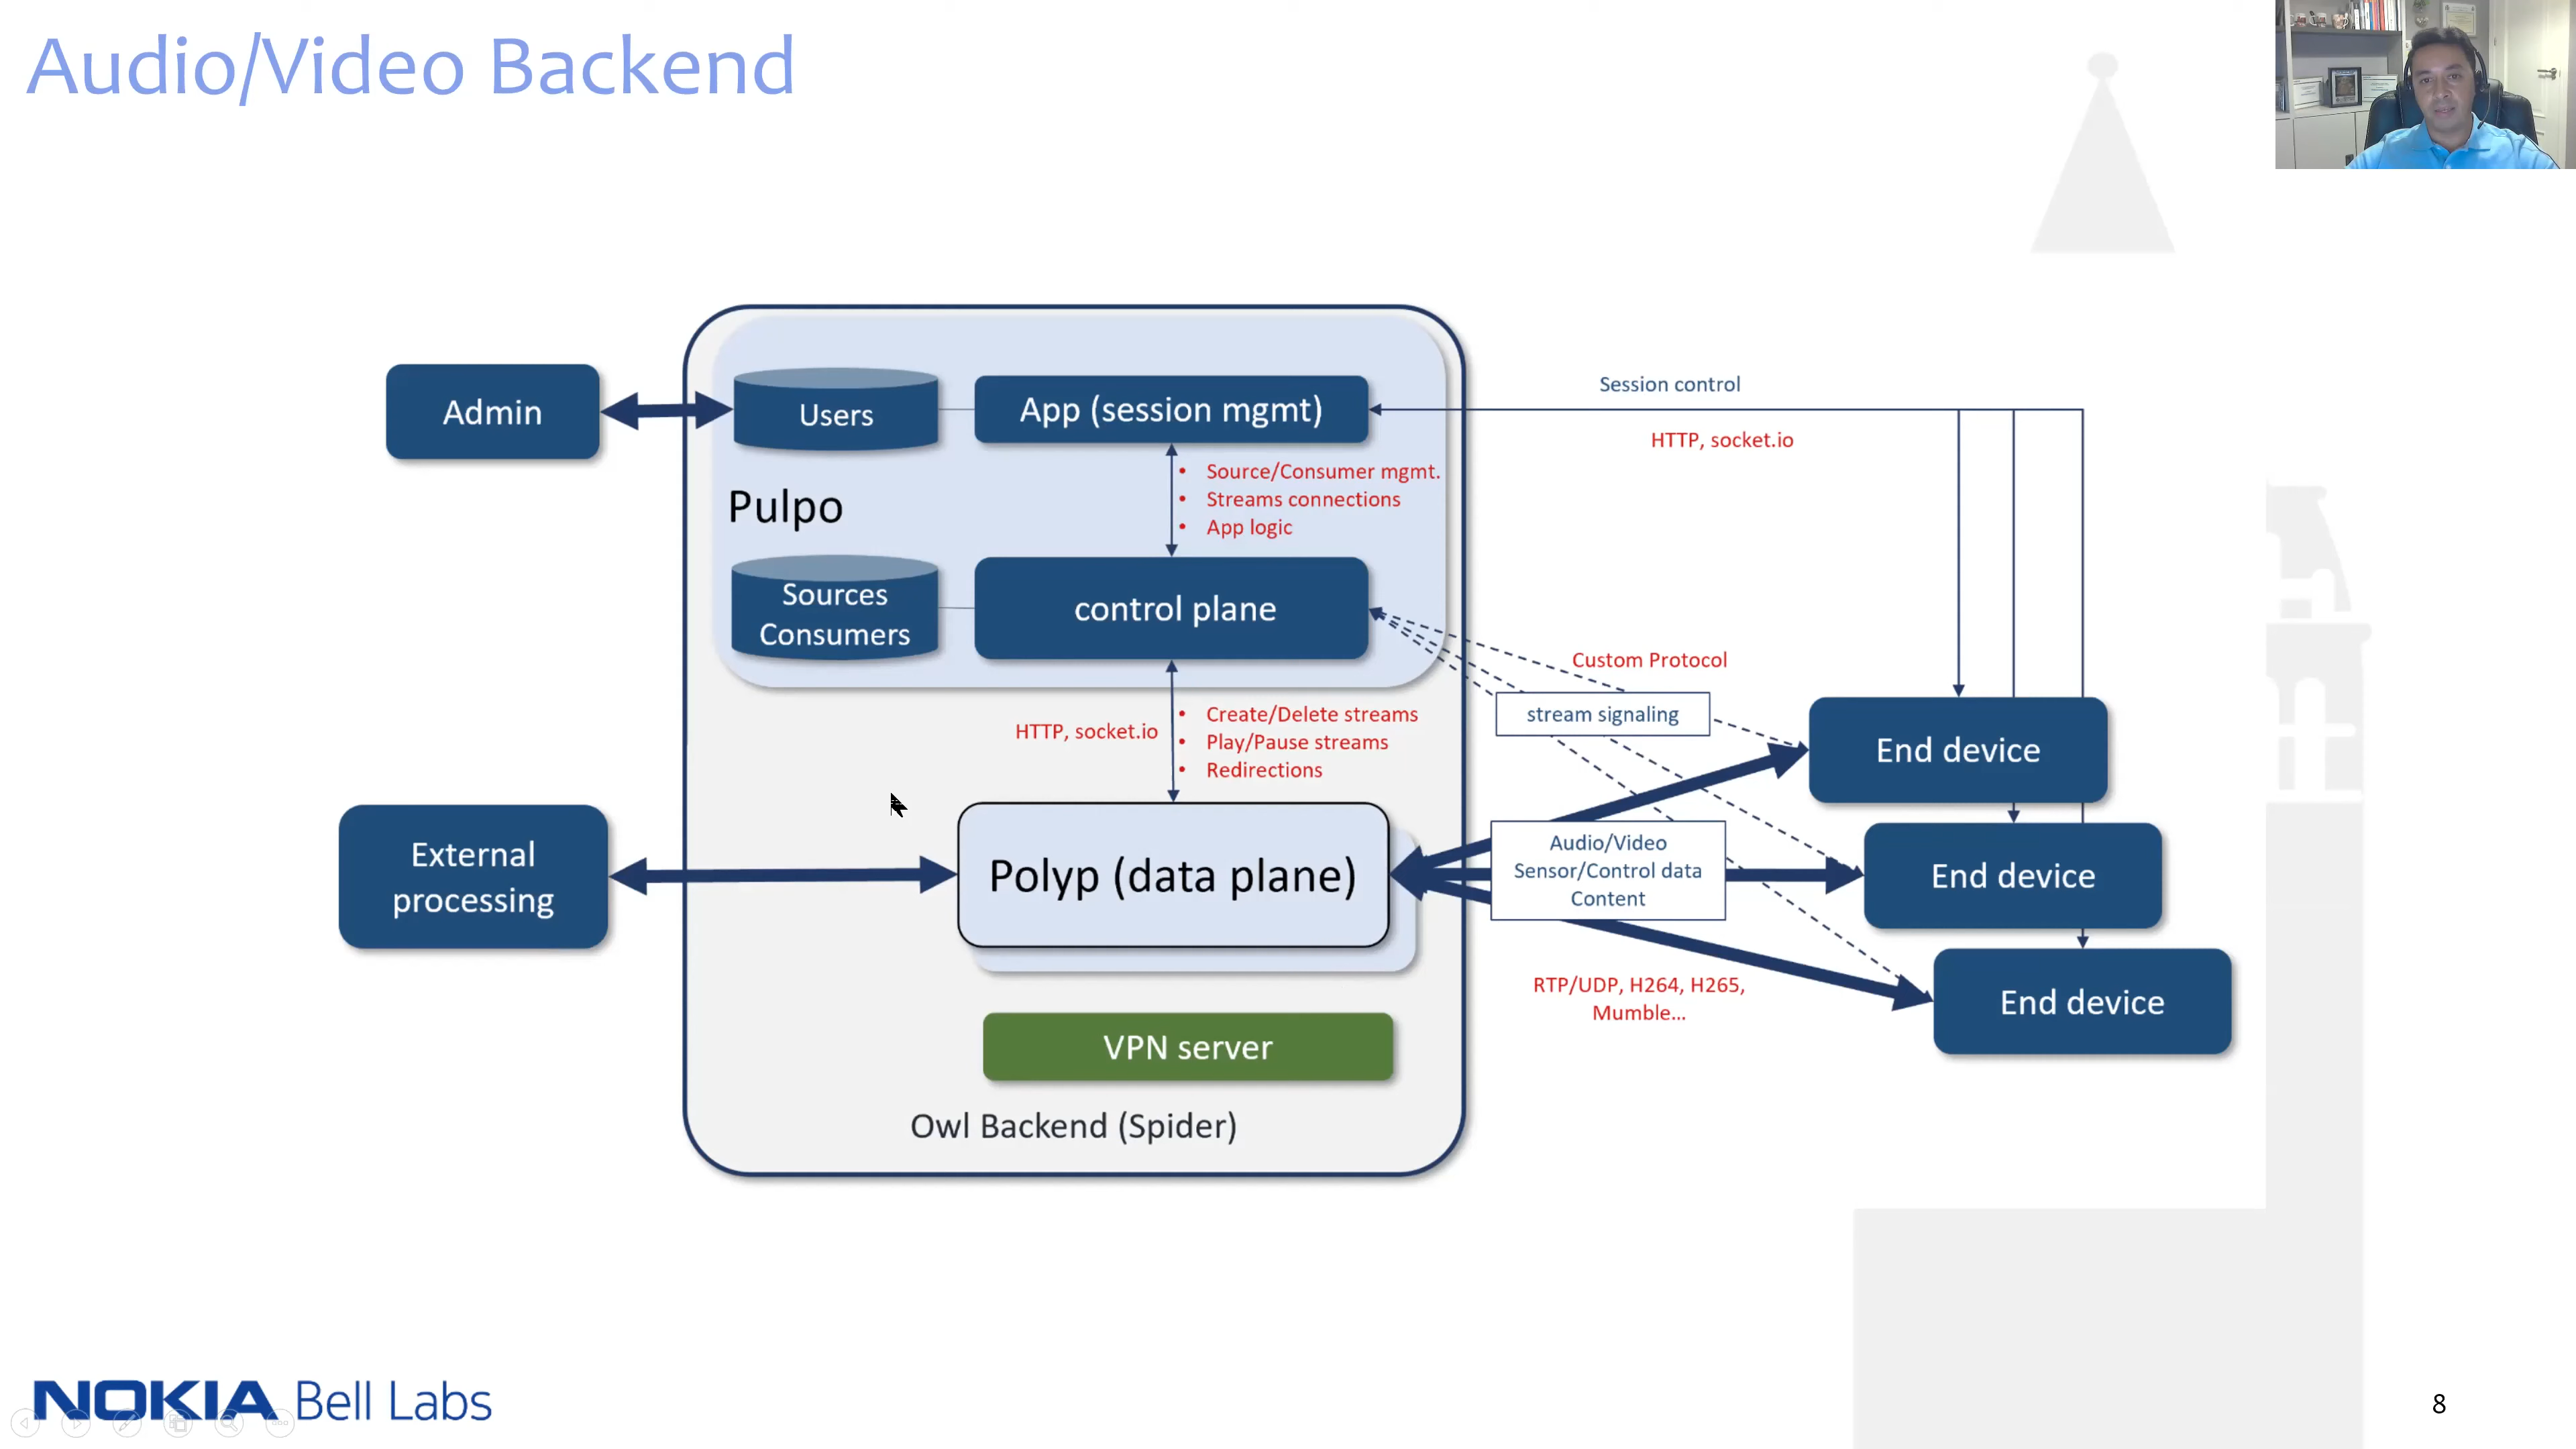 Audio/Video Backend
Admin
Users
App (session mgmt)
Session control
HTTP, socket.io
• Source/Consumer mgmt.
• Streams connections
• App logic
Pulpo
Sources
Consumers
control plane
Custom Protocol
stream signaling
HTTP, socket.io
• Create/Delete streams
• Play/Pause streams
• Redirections
End device
External
processing
Polyp (data plane)
Audio/Video
Sensor/Control data
Content
End device
RTP/UDP, H264, H265,
Mumble...
End device
VPN server
Owl Backend (Spider)
NOKIA Bell Labs
8